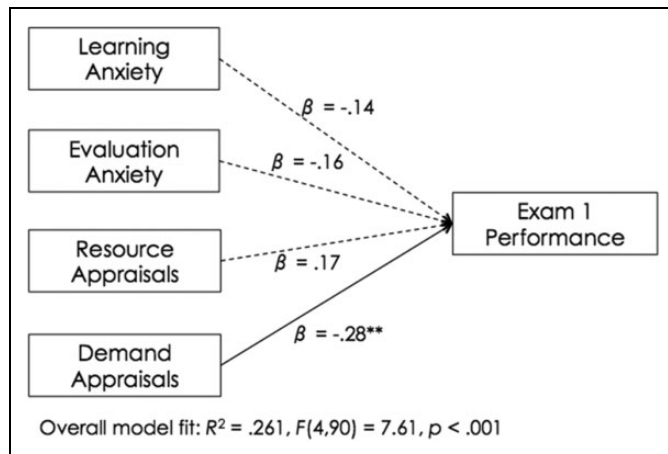 Learning
Anxiety
β = -.14
Evaluation
Anxiety
β = -.16
Exam 1
Performance
Resource
Appraisals
β = .17
Demand
Appraisals
β = -.28**
Overall model fit: R² = .261, F(4,90) = 7.61, p < .001